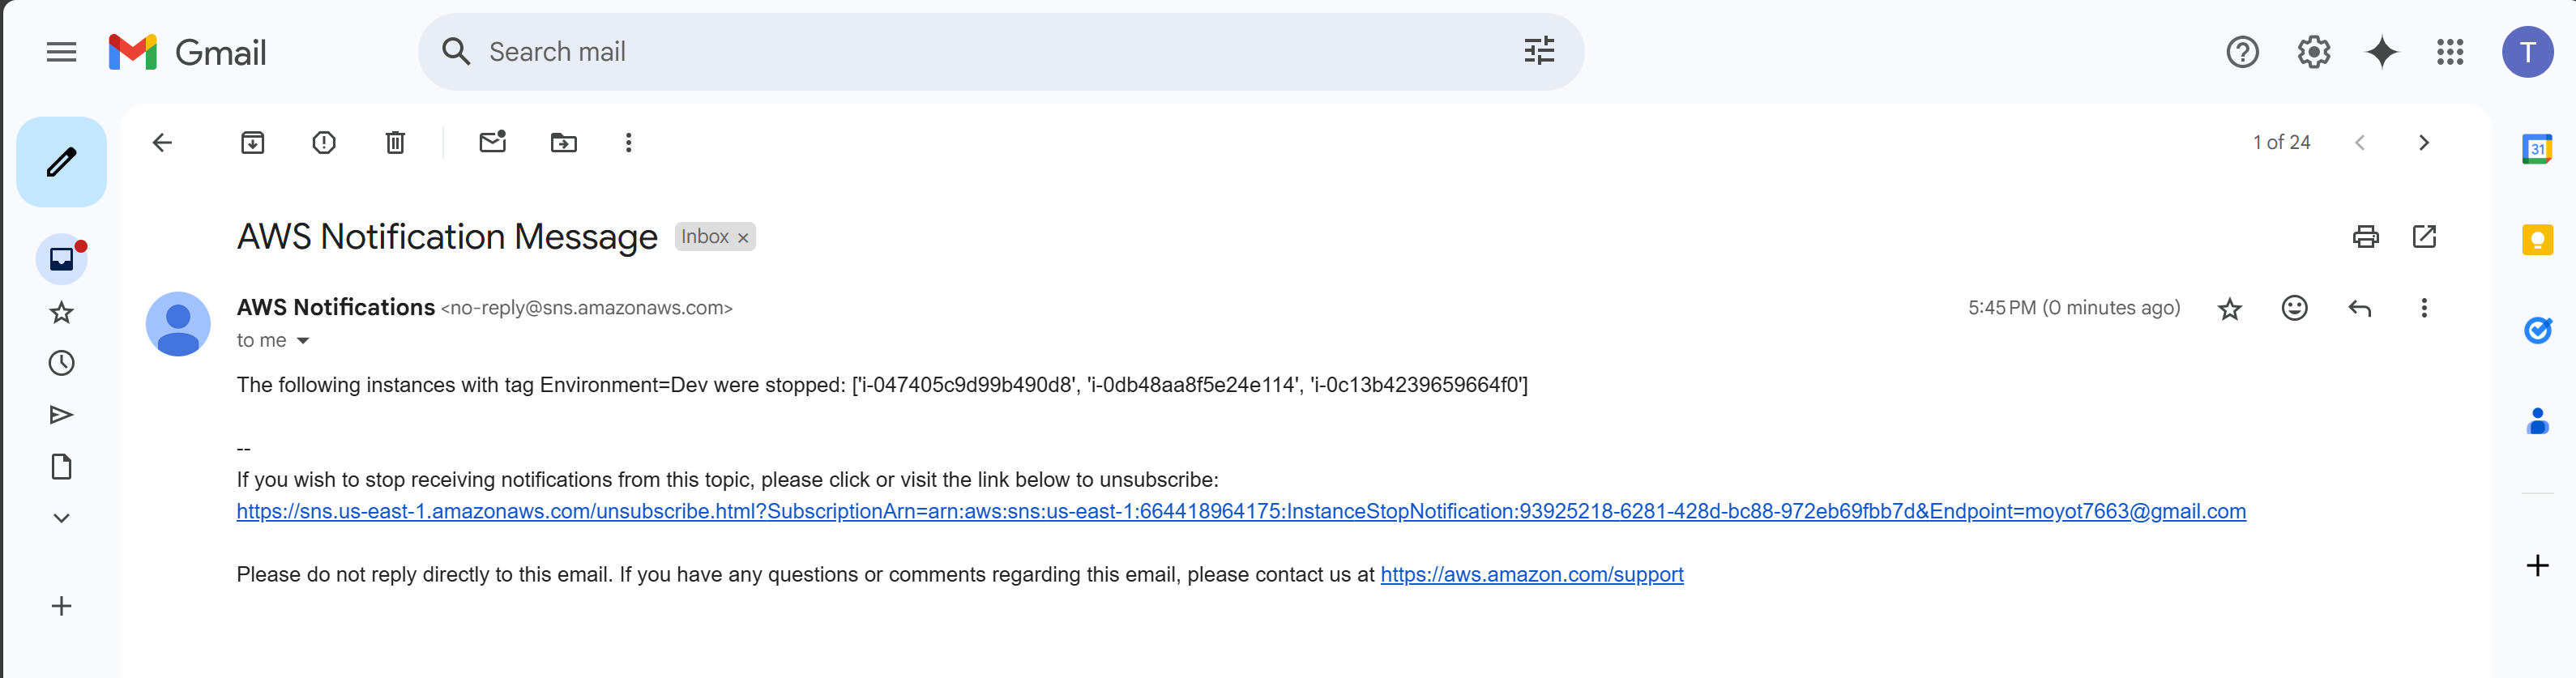 Gmail
Search mail
T
1 of 24
31
AWS Notification Message Inbox ×
AWS Notifications <no-reply@sns.amazonaws.com>
5:45 PM (0 minutes ago)
to me
The following instances with tag Environment=Dev were stopped: ['i-047405c9d99b490d8', 'i-0db48aa8f5e24e114', 'i-0c13b4239659664f0']
--
If you wish to stop receiving notifications from this topic, please click or visit the link below to unsubscribe:
https://sns.us-east-1.amazonaws.com/unsubscribe.html?SubscriptionArn=arn:aws:sns:us-east-1:664418964175:InstanceStopNotification:93925218-6281-428d-bc88-972eb69fbb7d&Endpoint=moyot7663@gmail.com
Please do not reply directly to this email. If you have any questions or comments regarding this email, please contact us at https://aws.amazon.com/support